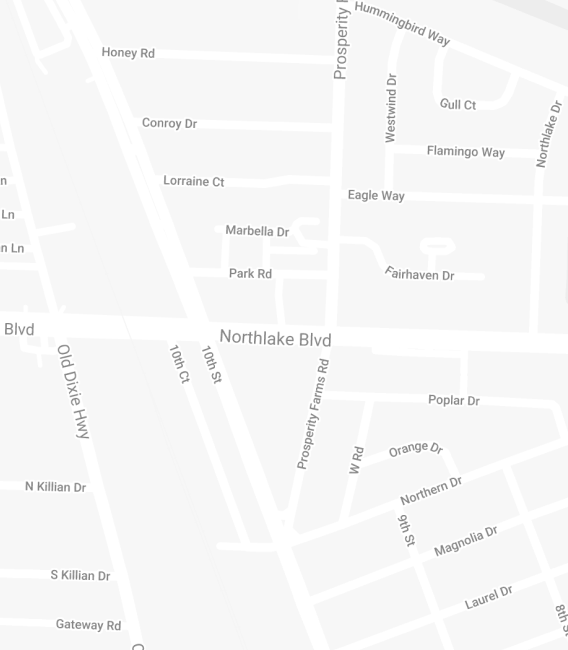 Hummingbird Way
Prosperity F
Honey Rd
Westwind Dr
Gull Ct
Northlake Dr
Conroy Dr
Flamingo Way
Lorraine Ct
n
Eagle Way
Ln
Marbella Dr
n Ln
Park Rd
Fairhaven Dr
Blvd
Northlake Blvd
Old Dixie Hwy
10th Ct
10th St
Prosperity Farms Rd
Poplar Dr
W Rd
Orange Dr
N Killian Dr
Northern Dr
9th St
Magnolia Dr
S Killian Dr
Laurel Dr
Gateway Rd
8th S